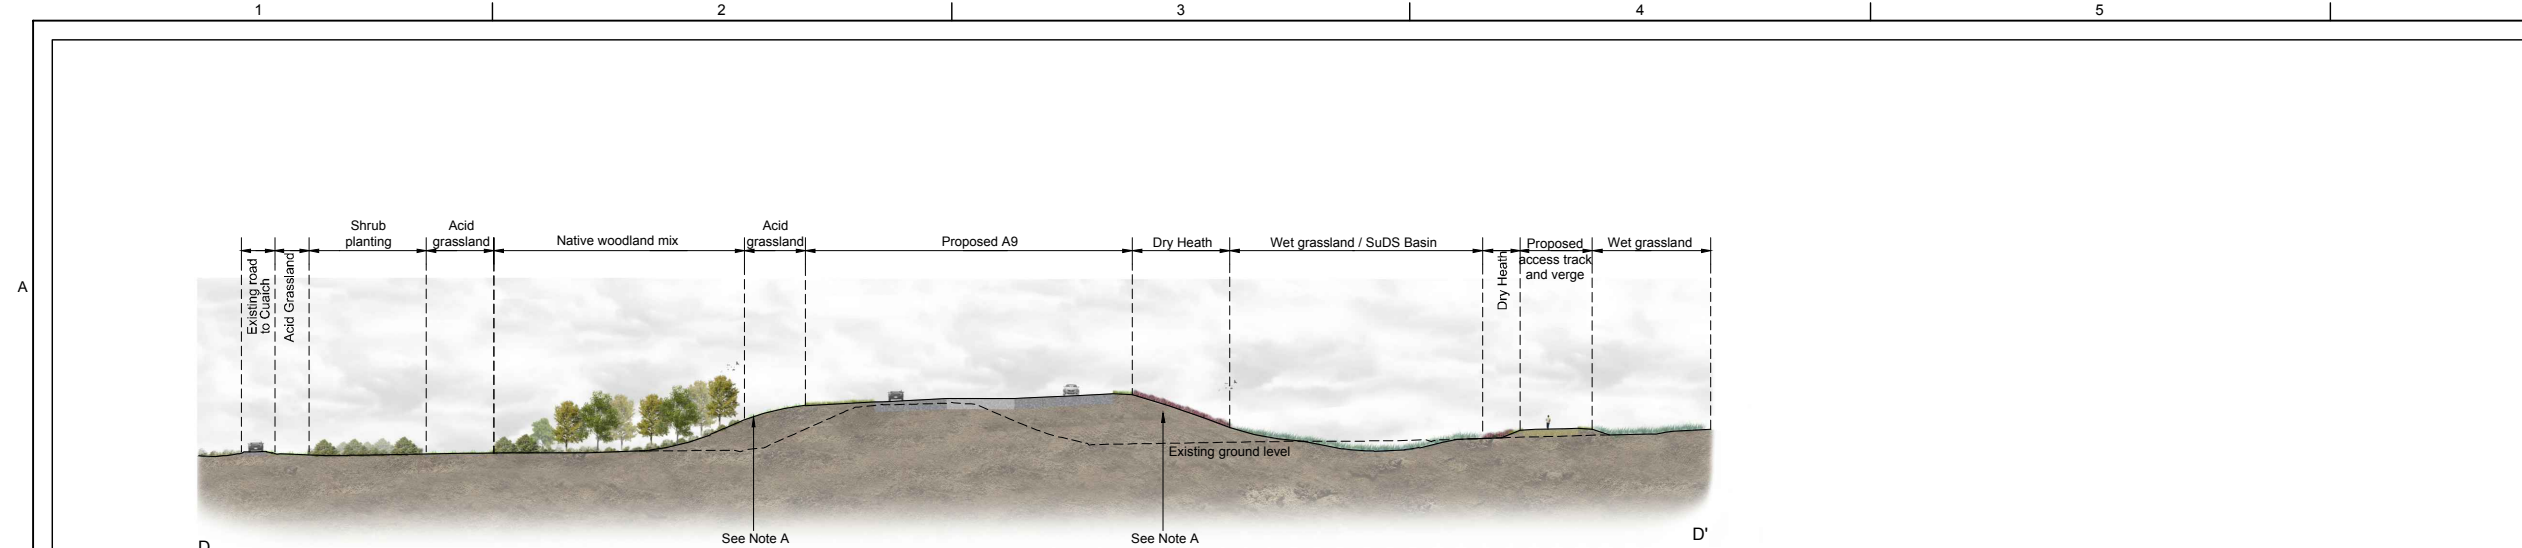 1
2
3
4
5
A
Existing road
to Cuaich
Acid Grassland
Shrub
planting
Acid
grassland
Native woodland mix
Acid
grassland
Proposed A9
Dry Heath
Wet grassland / SuDS Basin
Dry Heath
Proposed
access track
and verge
Wet grassland
Existing ground level
See Note A
See Note A
D
D'